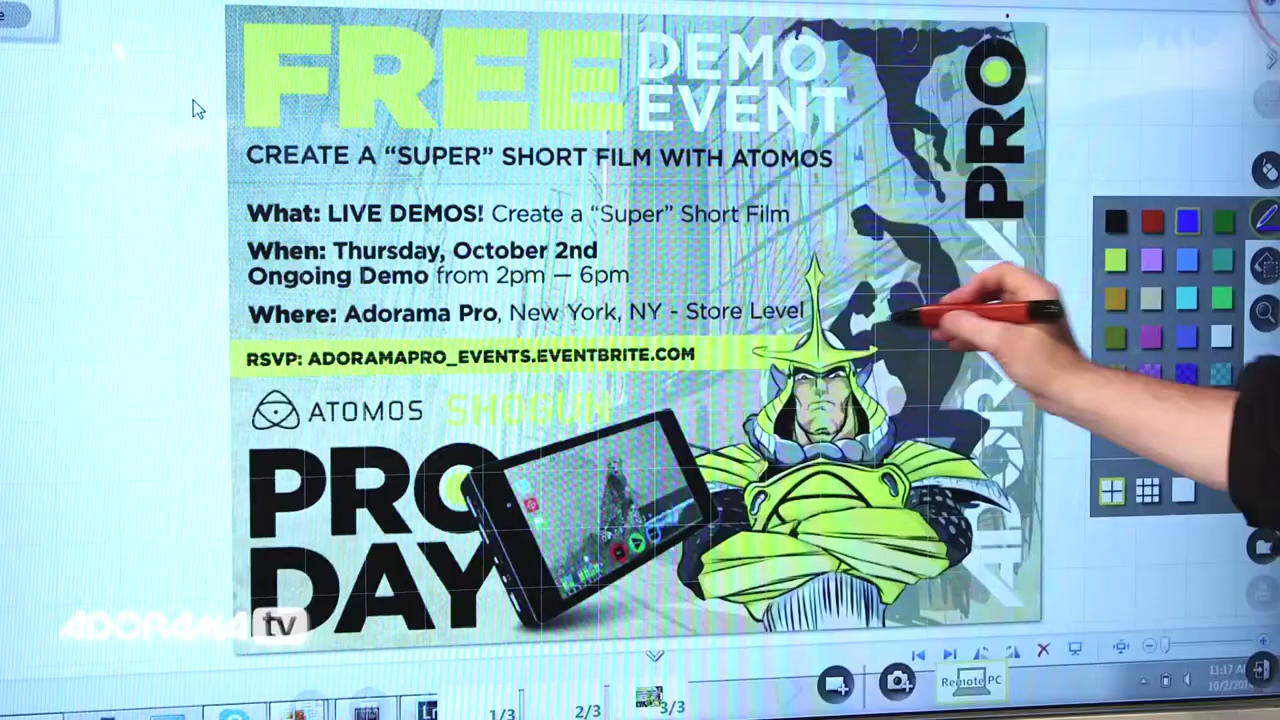 FREE DEMO EVENT
CREATE A "SUPER" SHORT FILM WITH ATOMOS
What: LIVE DEMOS! Create a "Super" Short Film
When: Thursday, October 2nd
Ongoing Demo from 2pm — 6pm
Where: Adorama Pro, New York, NY - Store Level
RSVP: ADORAMAPRO_EVENTS.EVENTBRITE.COM
ATOMOS SHOGUN
PRO
DAY
ADORAMA PRO
ADORAMA tv
Remote PC
1/3
2/3
3/3